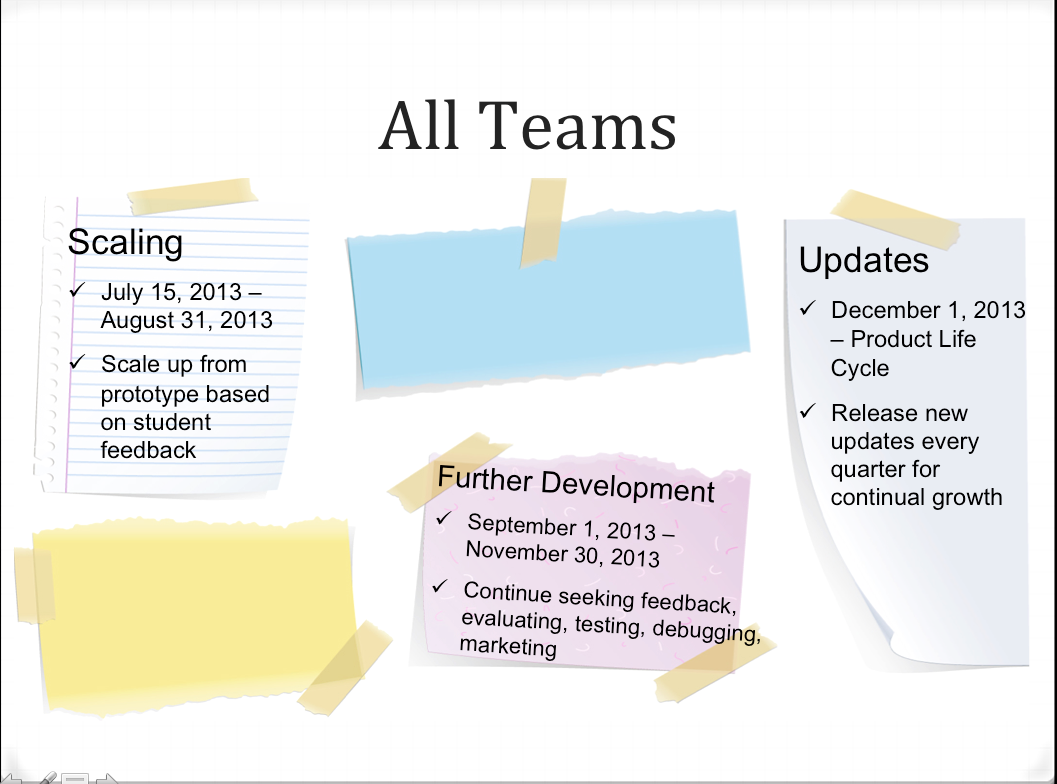 All Teams
Scaling
✓ July 15, 2013 –
August 31, 2013
✓ Scale up from
prototype based
on student
feedback
Further Development
✓ September 1, 2013 –
November 30, 2013
✓ Continue seeking feedback,
evaluating, testing, debugging,
marketing
Updates
✓ December 1, 2013
– Product Life
Cycle
✓ Release new
updates every
quarter for
continual growth